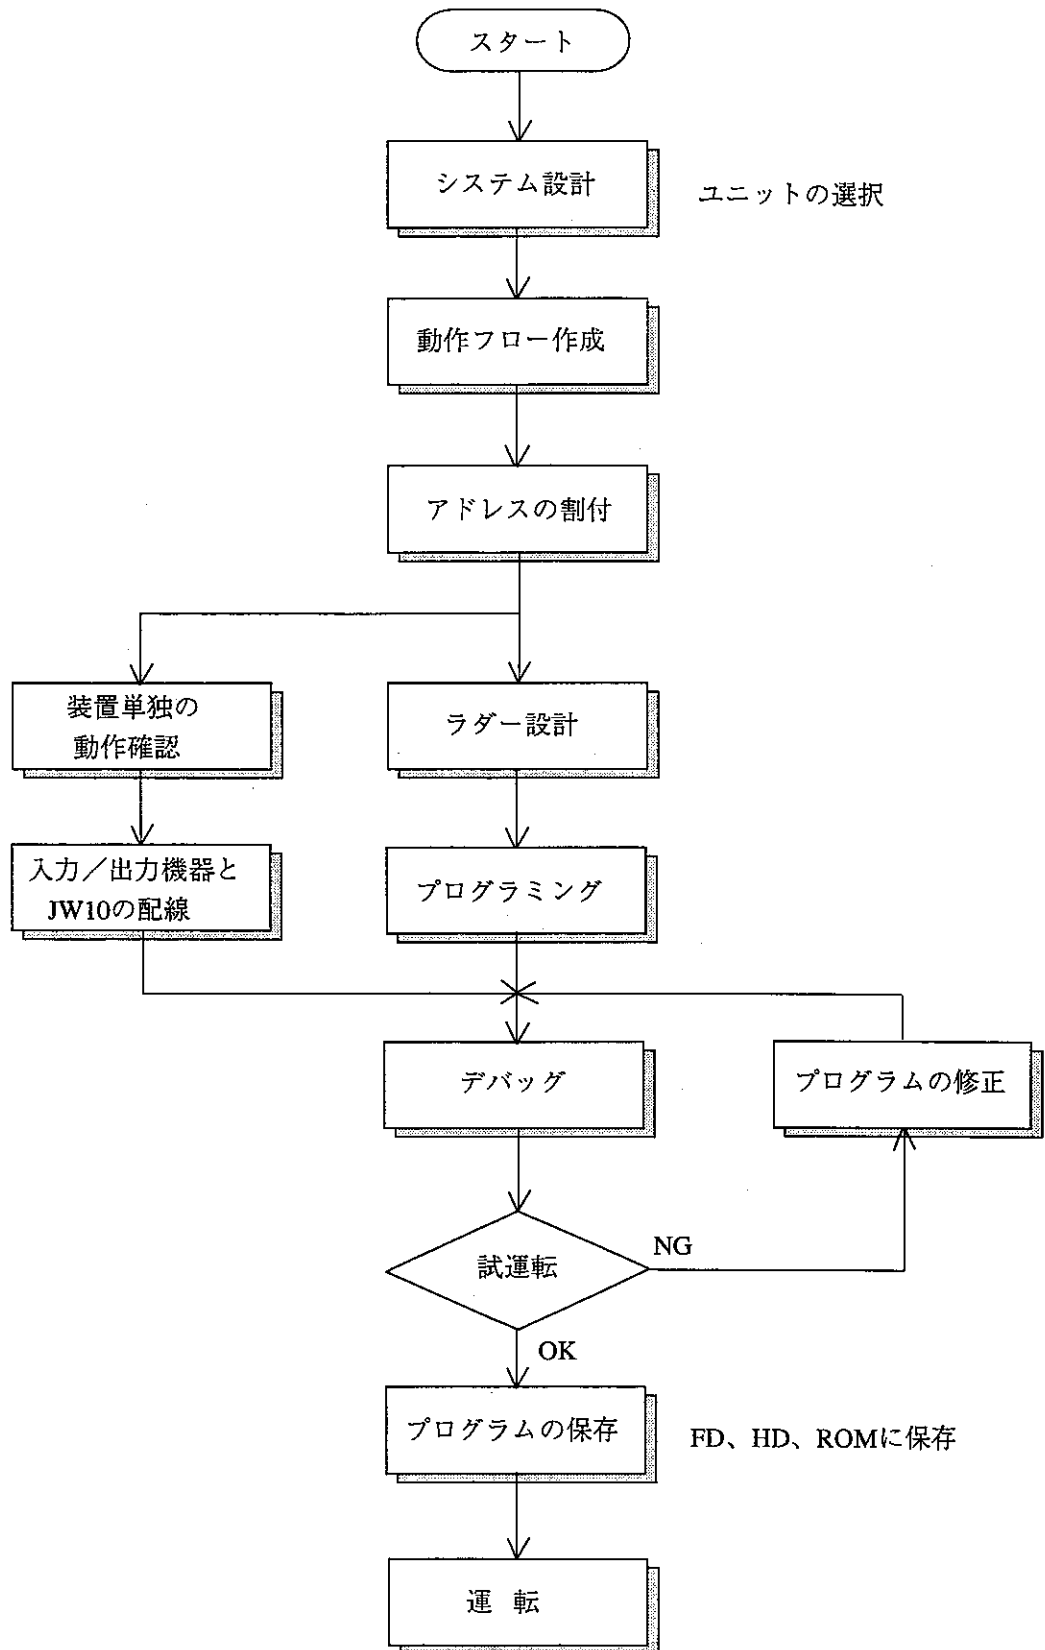 スタート
システム設計
ユニットの選択
動作フロー作成
アドレスの割付
装置単独の
動作確認
ラダー設計
入力／出力機器と
JW10の配線
プログラミング
デバッグ
プログラムの修正
試運転
NG
OK
プログラムの保存
FD、HD、ROMに保存
運 転